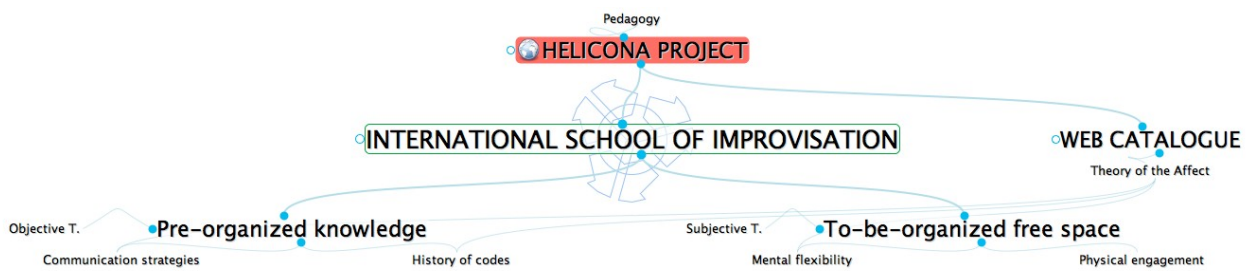 Pedagogy
HELICONA PROJECT
INTERNATIONAL SCHOOL OF IMPROVISATION
WEB CATALOGUE
Theory of the Affect
Objective T.
Pre-organized knowledge
Subjective T.
To-be-organized free space
Communication strategies
History of codes
Mental flexibility
Physical engagement